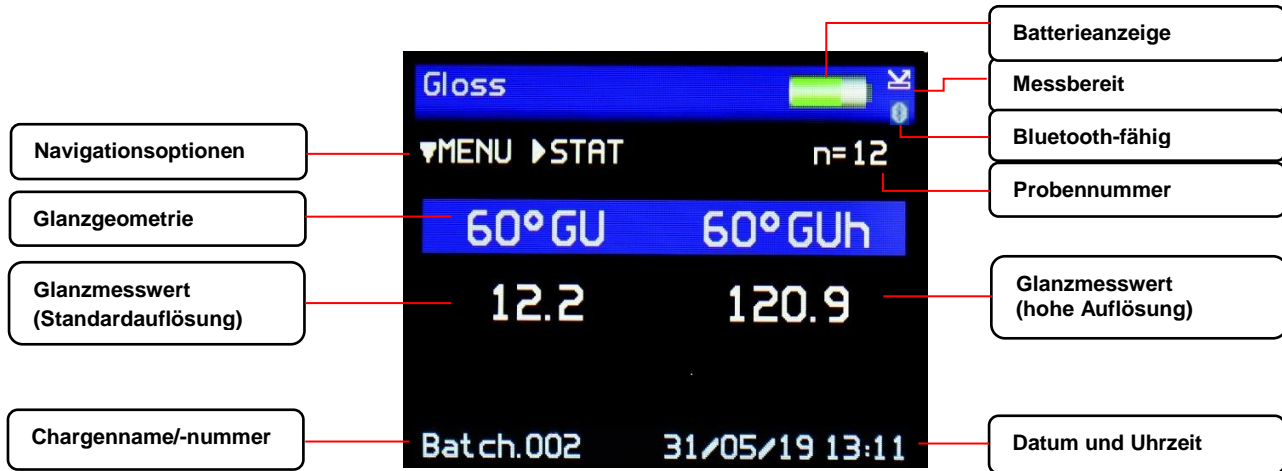 Batterieanzeige
Gloss
Messbereit
Bluetooth-fähig
Navigationsoptionen
▼MENU ▶STAT n=12
Probennummer
Glanzgeometrie
60°GU 60°GUh
Glanzmesswert
(Standardauflösung)
12.2 120.9
Glanzmesswert
(hohe Auflösung)
Chargenname/-nummer
Batch.002 31/05/19 13:11
Datum und Uhrzeit